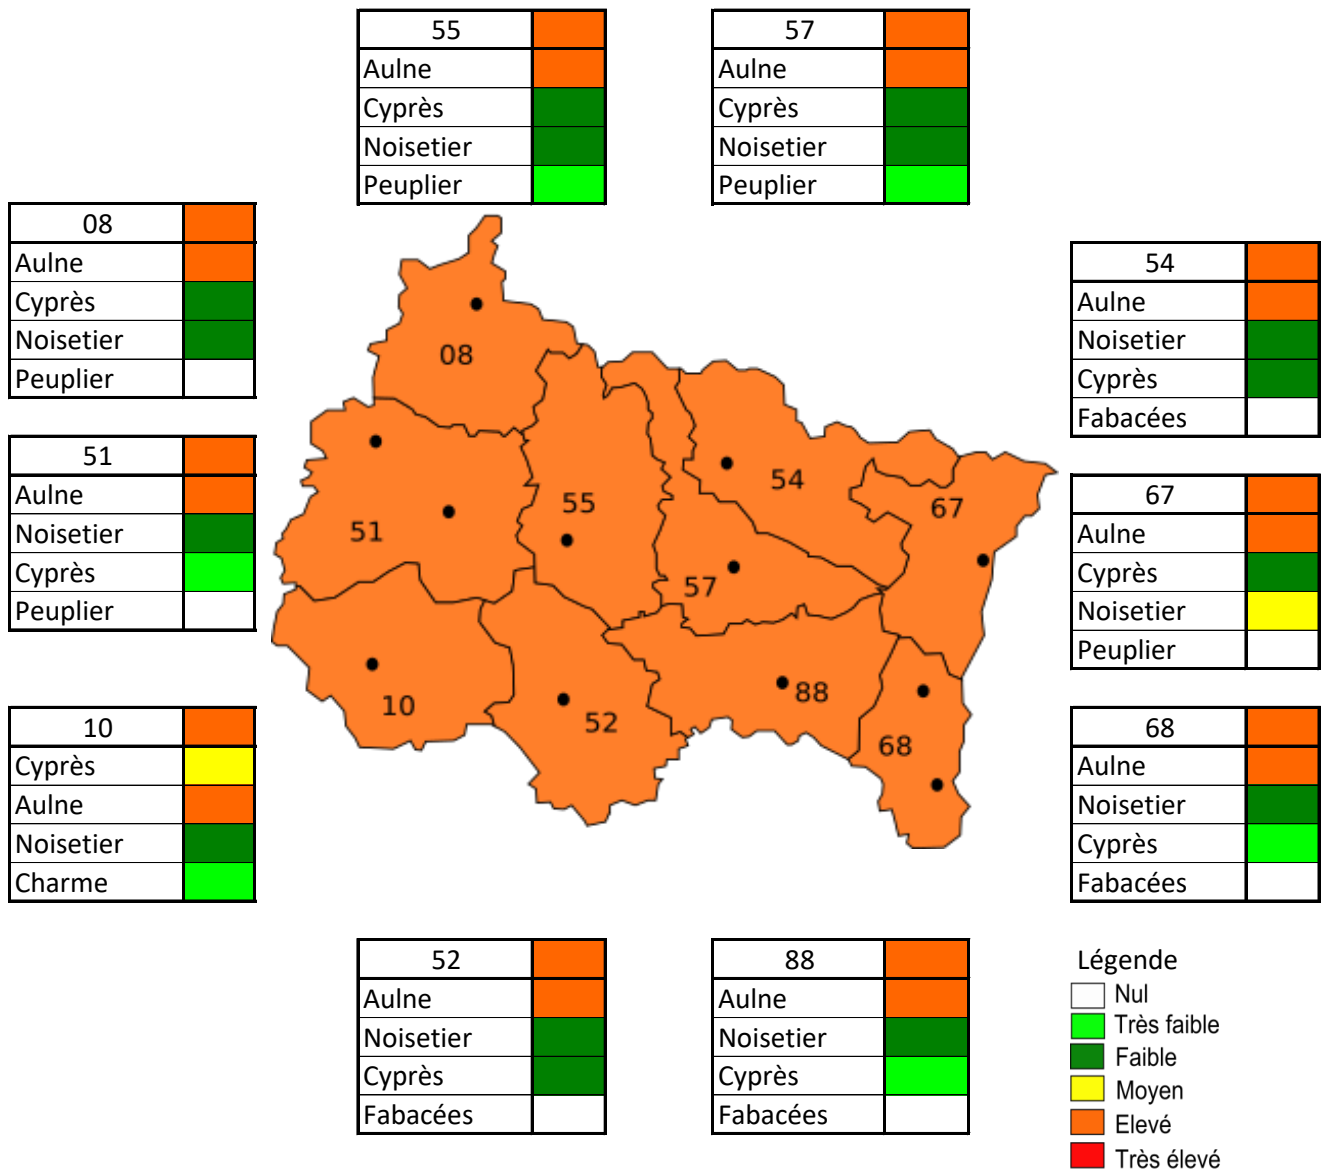 55
Aulne
Cyprès
Noisetier
Peuplier
57
Aulne
Cyprès
Noisetier
Peuplier
08
Aulne
Cyprès
Noisetier
Peuplier
54
Aulne
Noisetier
Cyprès
Fabacées
51
Aulne
Noisetier
Cyprès
Peuplier
67
Aulne
Cyprès
Noisetier
Peuplier
10
Cyprès
Aulne
Noisetier
Charme
68
Aulne
Noisetier
Cyprès
Fabacées
08
54
55
67
51
57
88
10
52
68
52
Aulne
Noisetier
Cyprès
Fabacées
88
Aulne
Noisetier
Cyprès
Fabacées
Légende
Nul
Très faible
Faible
Moyen
Elevé
Très élevé